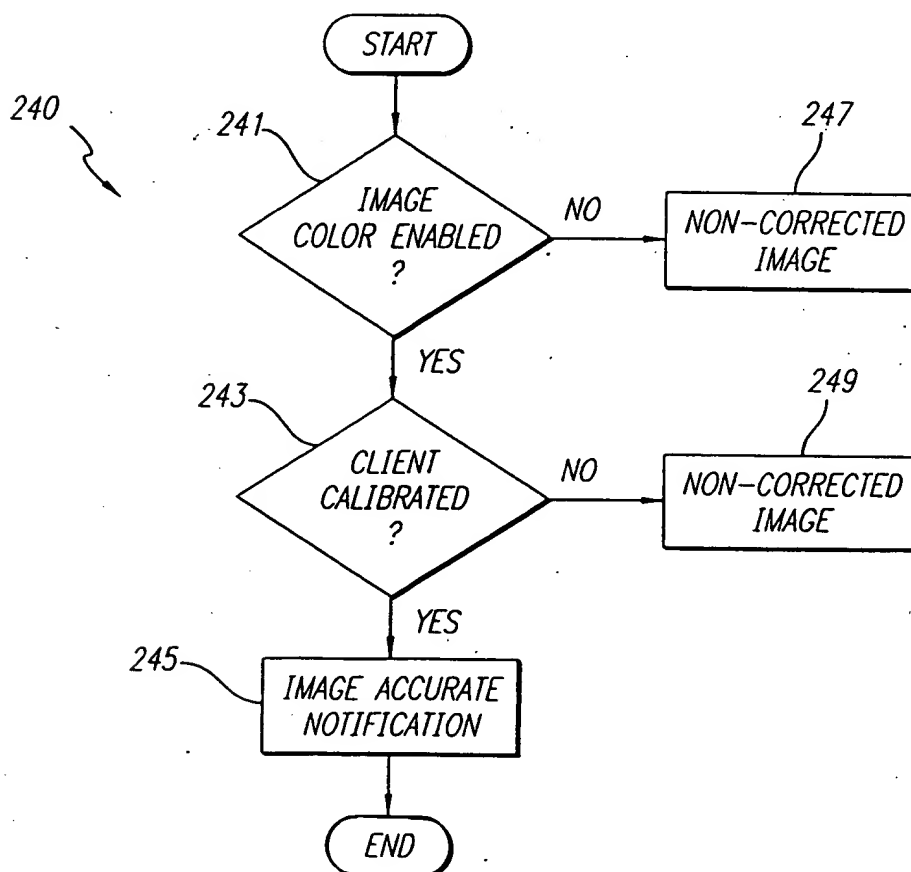 START
240
241
247
IMAGE
COLOR ENABLED
?
NO
NON-CORRECTED
IMAGE
YES
243
249
CLIENT
CALIBRATED
?
NO
NON-CORRECTED
IMAGE
YES
245
IMAGE ACCURATE
NOTIFICATION
END